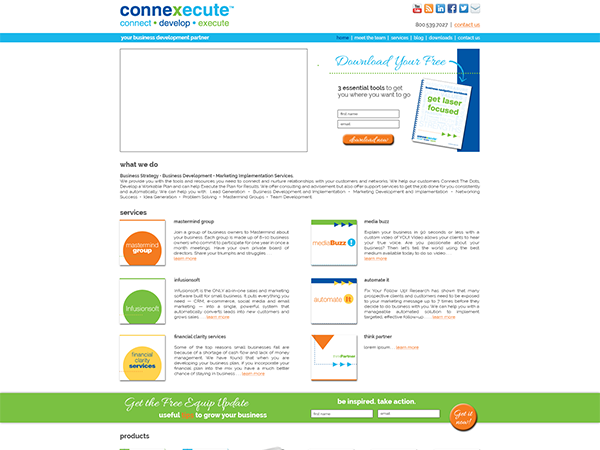 connexecute™
connect • develop • execute
800.539.7027 | contact us
your business development partner
home | meet the team | services | blog | downloads | contact us
Download Your Free
3 essential tools to get
you where you want to go
first name
email
download now!
business navigation workbook
get laser
focused
what we do
Business Strategy • Business Development • Marketing Implementation Services.
We provide you with the tools and resources you need to connect and nurture relationships with your customers and networks. We help our customers Connect The Dots,
Develop a Workable Plan and can help Execute the Plan for Results. We offer consulting and advisement but also offer support services to get the job done for you consistently
and automatically. We can help you with: Lead Generation • Business Development and Implementation • Marketing Development and Implementation • Networking
Success • Idea Generation • Problem Solving • Mastermind Groups • Team Development
services
mastermind
group
mastermind group
Join a group of business owners to Mastermind about
your business. Each group is made up of 8-10 business
owners who commit to participate for one year in once a
month meetings. Have your own private board of
directors. Share your triumphs and struggles.
learn more
mediaBuzz
media buzz
Explain your business in 90 seconds or less with a
custom video of YOU! Video allows your clients to hear
your true voice. Are you passionate about your
business? Then let's tell the world using the best
medium available today to do so. video. ... learn more
Infusionsoft
infusionsoft
Infusionsoft is the ONLY all-in-one sales and marketing
software built for small business. It puts everything you
need — CRM, e-commerce, social media and email
marketing — into a single, powerful system that
automatically converts leads into new customers and
grows sales. ... learn more
automate it
automate it
Fix Your Follow Up! Research has shown that many
prospective clients and customers need to be exposed
to your marketing message up to 7 times before they
decide to do business with you. We can help you with a
manageable automated solution to implement
targeted, effective follow-up. ... learn more
financial
clarity
services
financial clarity services
Some of the top reasons small businesses fail are
because of a shortage of cash flow and lack of money
management. We have found that when you are
developing your business plan, if you incorporate your
financial plan into the mix you have a much better
chance of staying in business. ... learn more
thinkPartner
think partner
lorem ipsum ... learn more
Get the Free Equip Update
useful tips to grow your business
be inspired. take action.
first name
email
Got it
now!
products